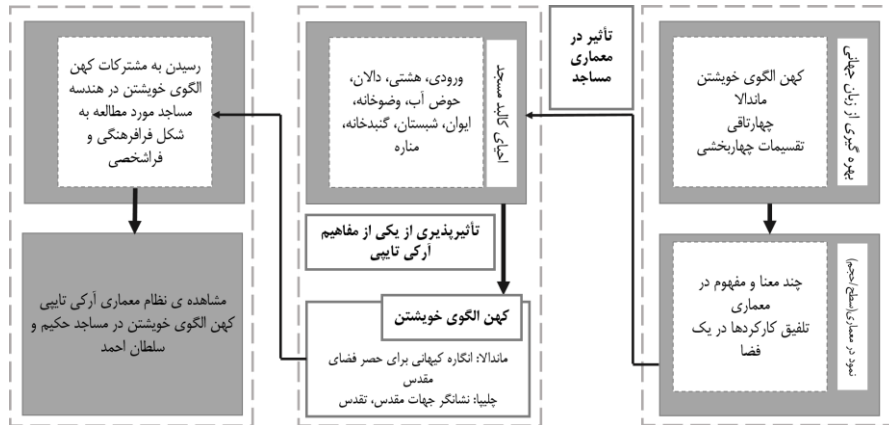 بهره گیری از زبان جهانی
کهن الگوی خویشتن
ماندالا
چهارتاقی
تقسیمات چهاربخشی
نمود در معماری(سطح/حجم)
چند معنا و مفهوم در
معماری
تلفیق کارکردها در یک
فضا
تأثیر در
معماری
مساجد
احیای کالبد مسجد
ورودی، هشتی، دالان،
حوض آب، وضوخانه،
ایوان، شبستان، گنبدخانه،
مناره
تأثیرپذیری از یکی از مفاهیم
آرکی تایپی
کهن الگوی خویشتن
ماندالا: انگاره کیهانی برای حصر فضای
مقدس
چلیپا: نشانگر جهات مقدس، تقدس
رسیدن به مشترکات کهن
الگوی خویشتن در هندسه
مساجد مورد مطالعه به
شکل فرافرهنگی و
فراشخصی
مشاهده ی نظام معماری آرکی تایپی
کهن الگوی خویشتن در مساجد حکیم و
سلطان احمد